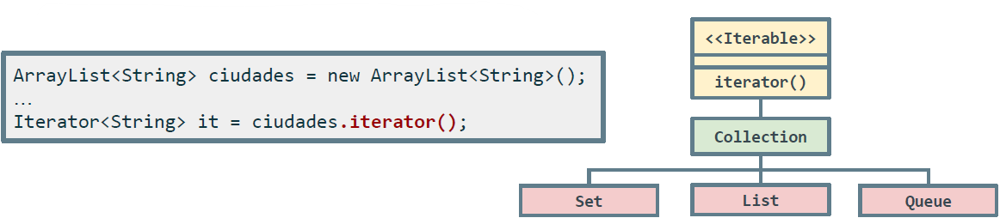 ArrayList<String> ciudades = new ArrayList<String>();
...
Iterator<String> it = ciudades.iterator();
<<Iterable>>
iterator()
Collection
Set
List
Queue